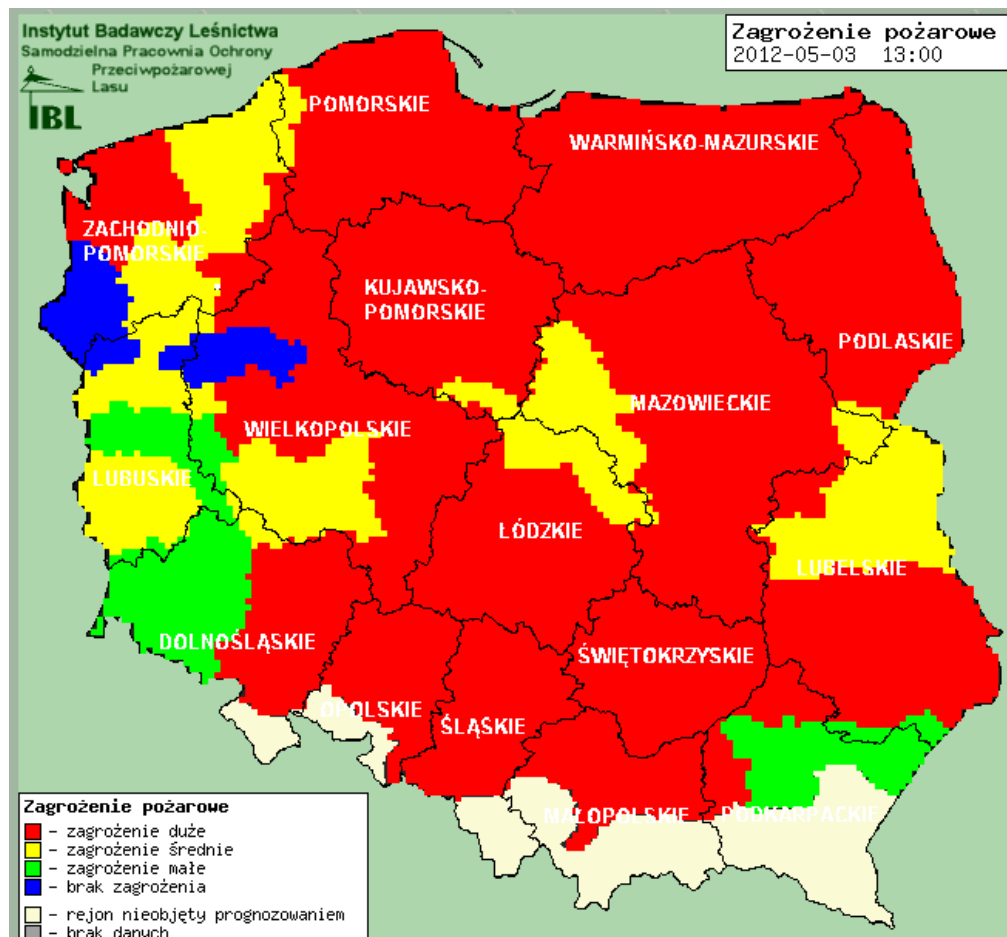 Instytut Badawczy Leśnictwa
Samodzielna Pracownia Ochrony
Przeciwpożarowej
Lasu
IBL
Zagrożenie pożarowe
2012-05-03 13:00
POMORSKIE
WARMIŃSKO-MAZURSKIE
ZACHODNIO-
POMORSKIE
KUJAWSKO-
POMORSKIE
PODLASKIE
MAZOWIECKIE
WIELKOPOLSKIE
LUBUSKIE
ŁÓDZKIE
LUBELSKIE
DOLNOŚLĄSKIE
ŚWIĘTOKRZYSKIE
OPOLSKIE
ŚLĄSKIE
MAŁOPOLSKIE
PODKARPACKIE
Zagrożenie pożarowe
- zagrożenie duże
- zagrożenie średnie
- zagrożenie małe
- brak zagrożenia
- rejon nieobjęty prognozowaniem
- brak danych